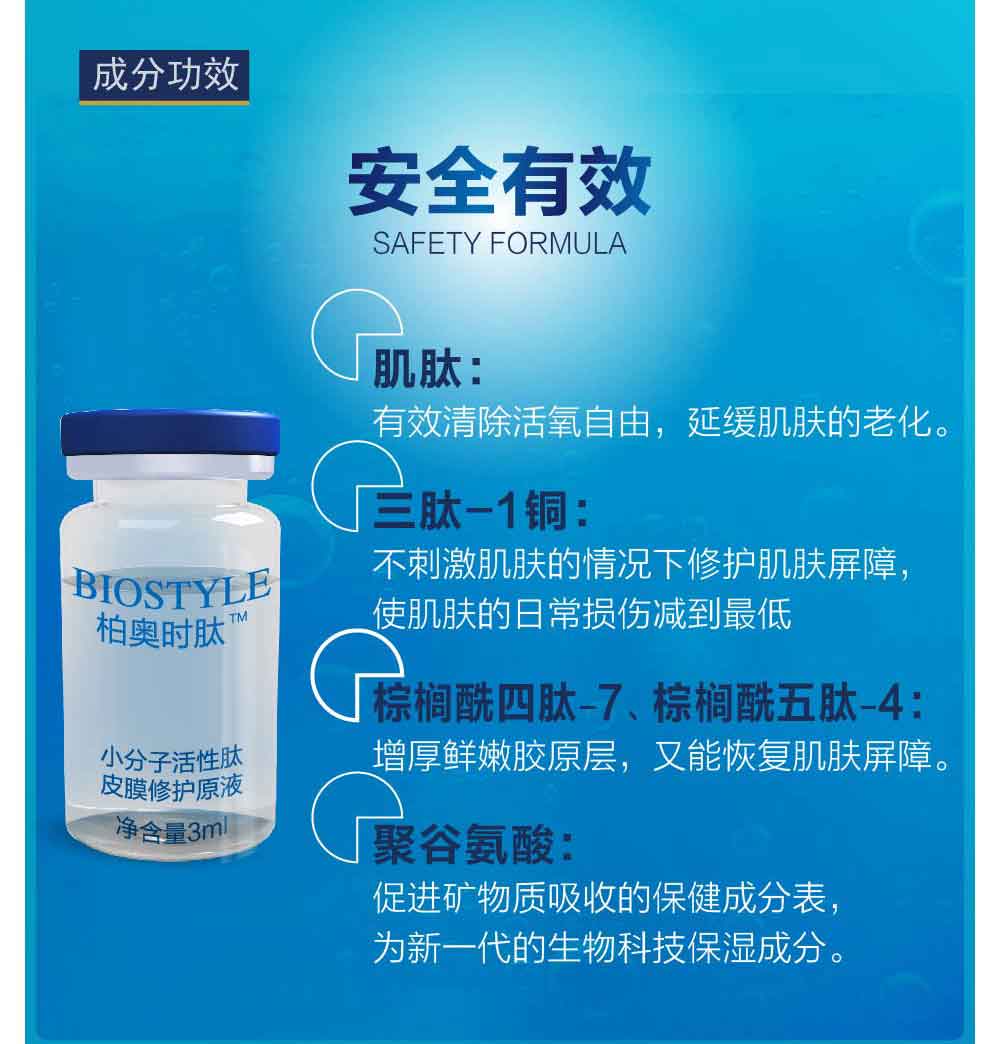 成分功效
安全有效
SAFETY FORMULA
肌肽：
有效清除活氧自由，延缓肌肤的老化。
三肽-1铜：
不刺激肌肤的情况下修护肌肤屏障，
使肌肤的日常损伤减到最低
棕榈酰四肽-7、棕榈酰五肽-4：
增厚鲜嫩胶原层，又能恢复肌肤屏障。
聚谷氨酸：
促进矿物质吸收的保健成分表，
为新一代的生物科技保湿成分。
BIOSTYLE
柏奥时肽™
小分子活性肽
皮膜修护原液
净含量3ml